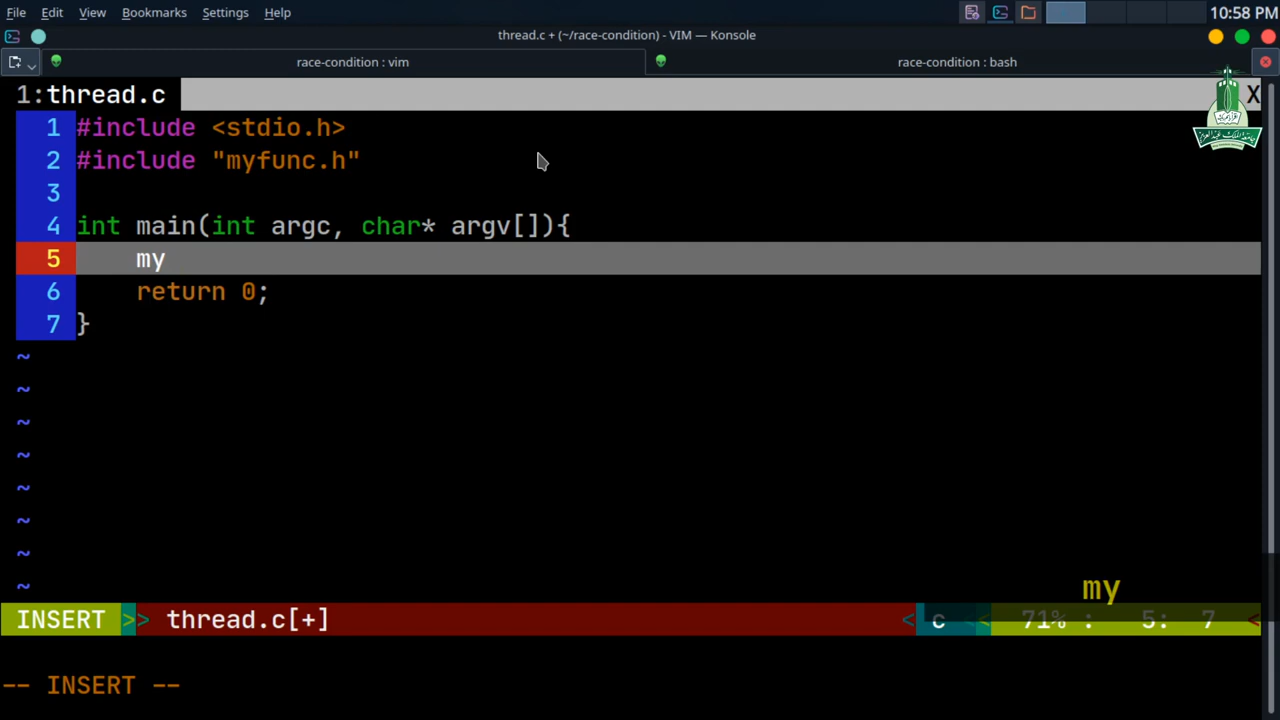 File Edit View Bookmarks Settings Help 10:58 PM
thread.c + (~/race-condition) - VIM — Konsole
race-condition : vim race-condition : bash
1:thread.c X
1 #include <stdio.h>
2 #include "myfunc.h"
3
4 int main(int argc, char* argv[]){
5 my
6 return 0;
7 }
~
~
~
~
~
~
~
~
my
INSERT >> thread.c[+] < c < 71% : 5: 7 <
-- INSERT --